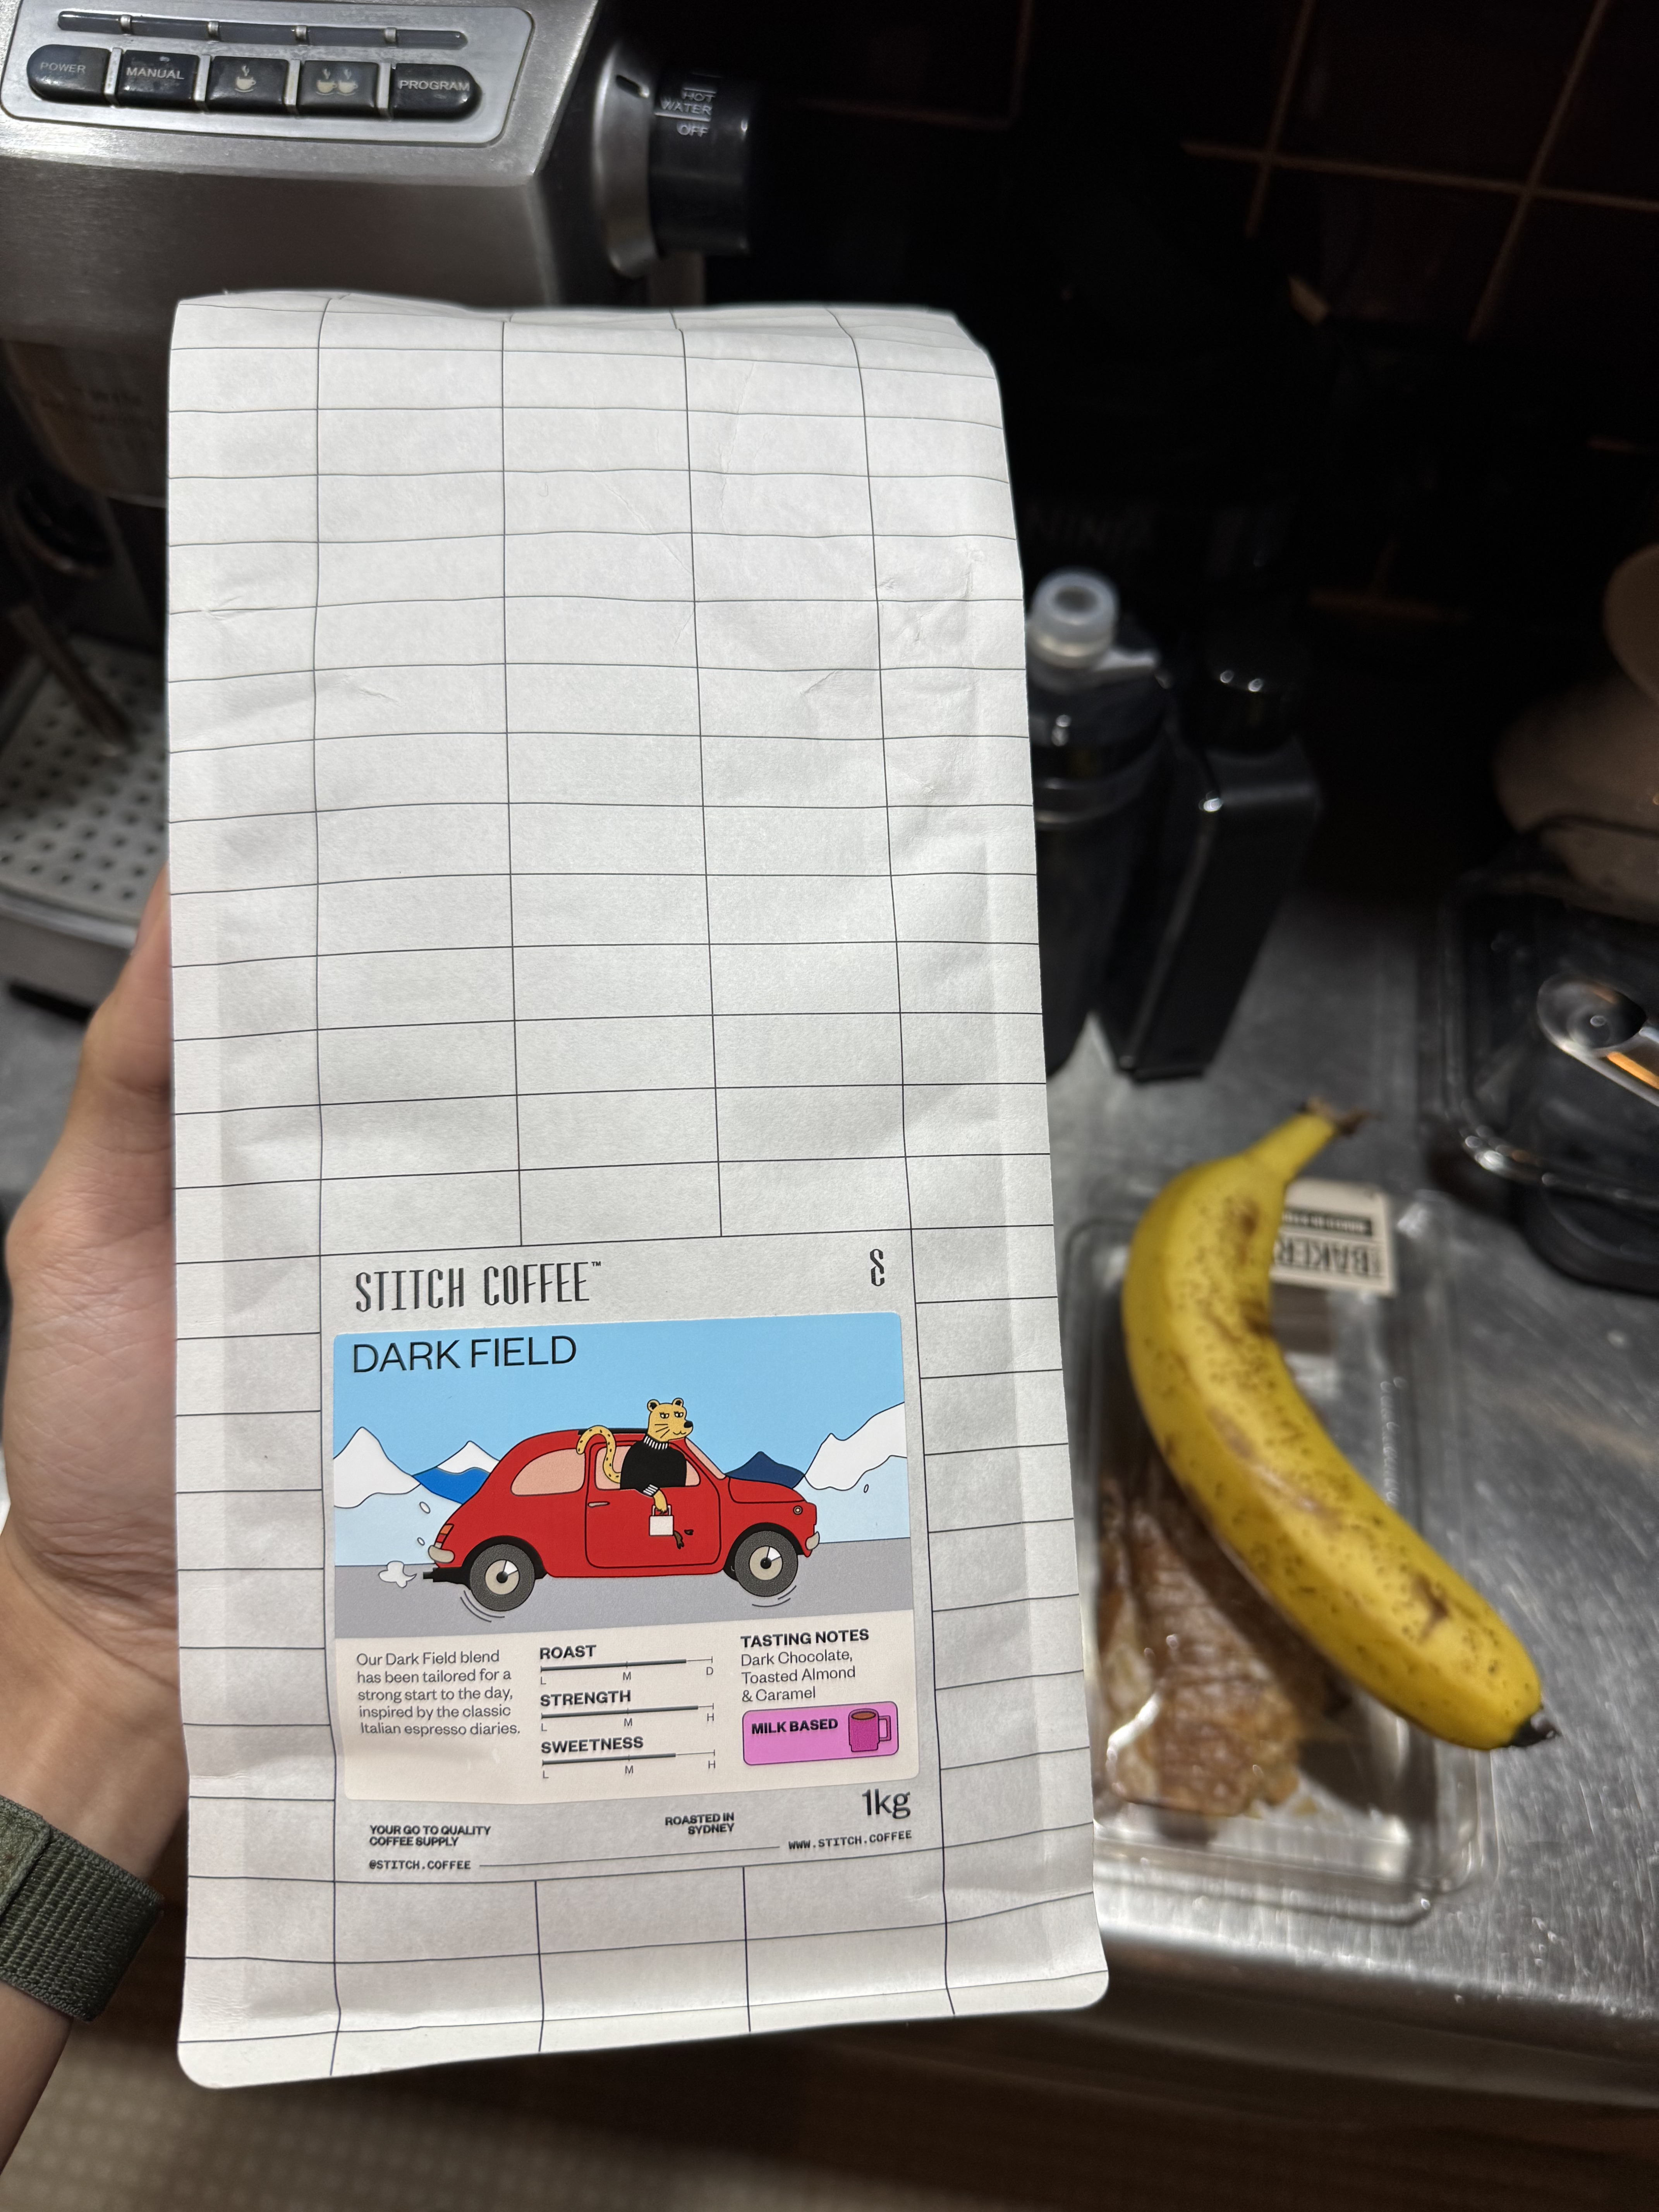 POWER
MANUAL
PROGRAM
HOT
WATER
OFF
NINJA
STITCH COFFEE™
DARK FIELD
Our Dark Field blend
has been tailored for a
strong start to the day,
inspired by the classic
Italian espresso diaries.
ROAST
L M D
STRENGTH
L M H
SWEETNESS
L M H
TASTING NOTES
Dark Chocolate,
Toasted Almond
& Caramel
MILK BASED
1kg
YOUR GO TO QUALITY
COFFEE SUPPLY
ROASTED IN
SYDNEY
@STITCH.COFFEE
WWW.STITCH.COFFEE
BAKERY